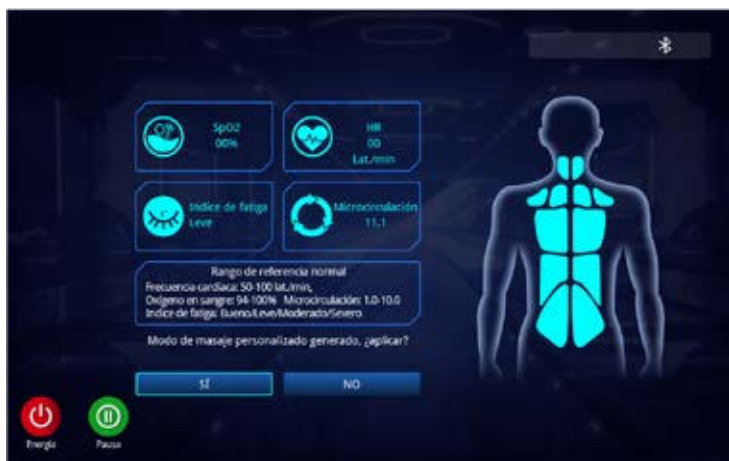 SpO2
00%
HR
00
Lat./min
Indice de fatiga
Leve
Microcirculación
11.1
Rango de referencia normal
Frecuencia cardiaca: 50-100 lat./min,
Oxígeno en sangre: 94-100% Microcirculación: 1.0-10.0
Indice de fatiga: Bueno/Leve/Moderado/Severo
Modo de masaje personalizado generado, ¿aplicar?
SÍ
NO
Energía
Pausa